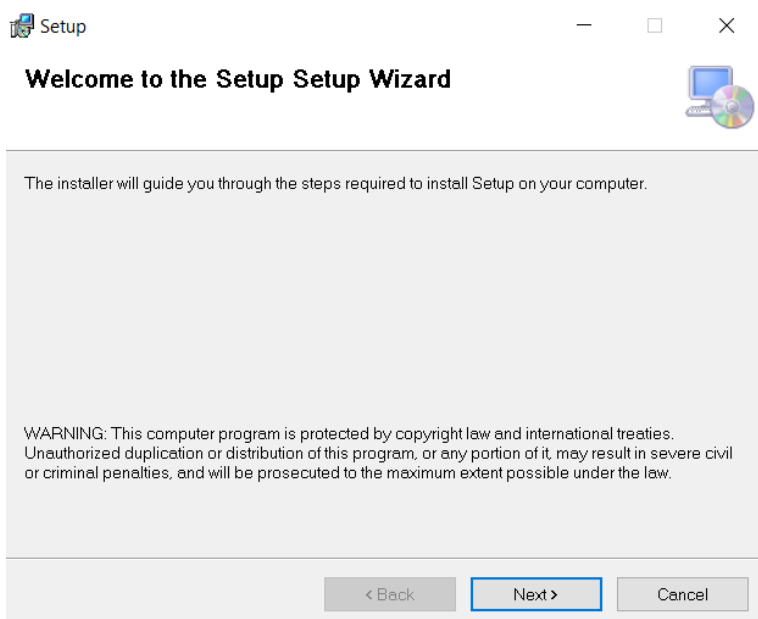 Setup
Welcome to the Setup Setup Wizard
The installer will guide you through the steps required to install Setup on your computer.
WARNING: This computer program is protected by copyright law and international treaties.
Unauthorized duplication or distribution of this program, or any portion of it, may result in severe civil
or criminal penalties, and will be prosecuted to the maximum extent possible under the law.
< Back
Next >
Cancel